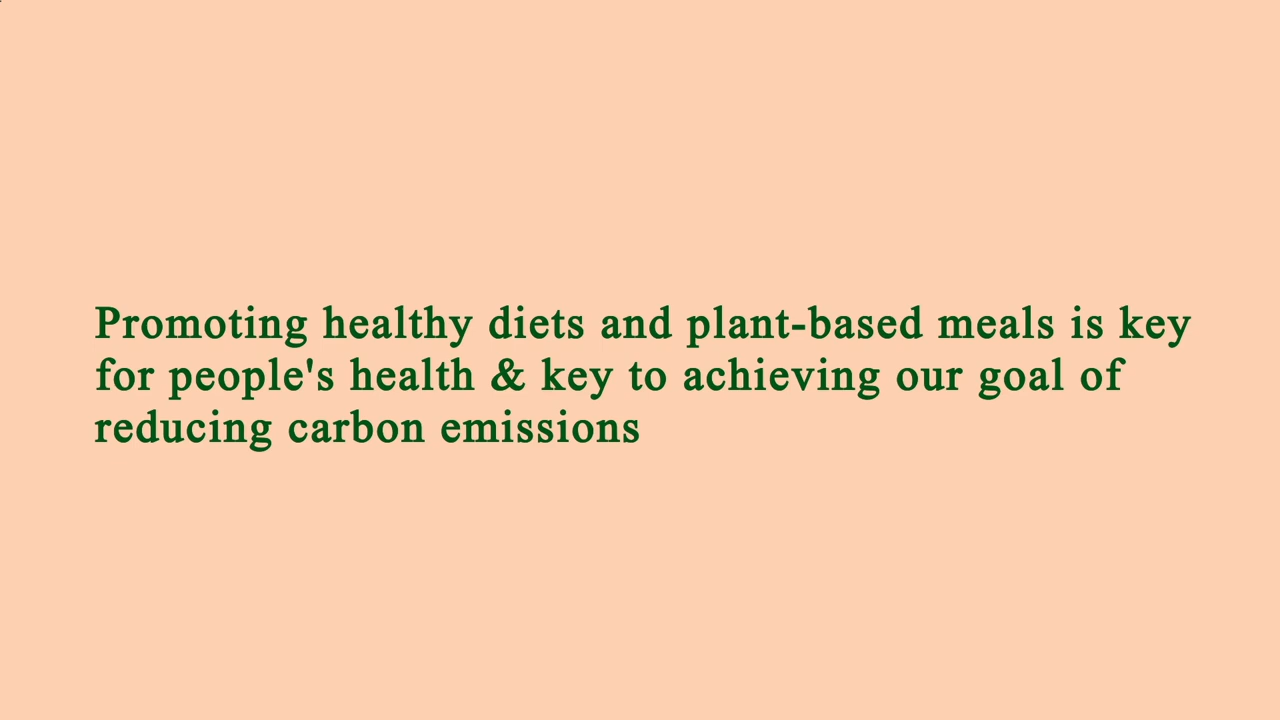 Promoting healthy diets and plant-based meals is key
for people's health & key to achieving our goal of
reducing carbon emissions